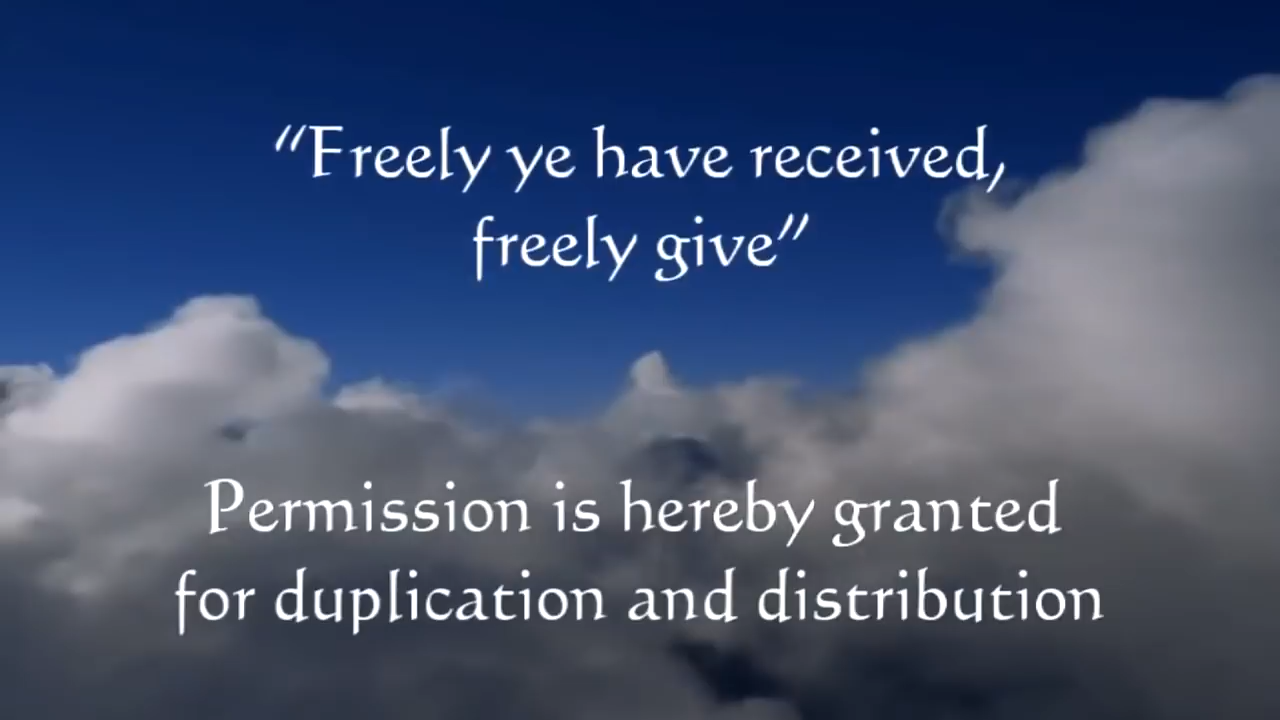 “Freely ye have received,
freely give”
Permission is hereby granted
for duplication and distribution